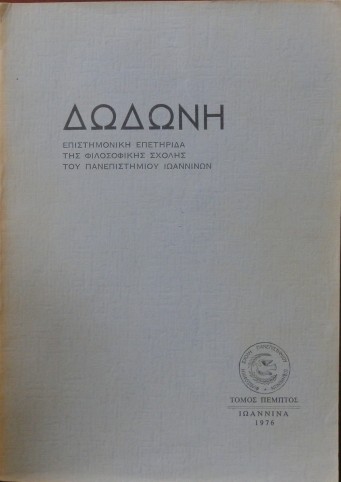 ΔΩΔΩΝΗ
ΕΠΙΣΤΗΜΟΝΙΚΗ ΕΠΕΤΗΡΙΔΑ
ΤΗΣ ΦΙΛΟΣΟΦΙΚΗΣ ΣΧΟΛΗΣ
ΤΟΥ ΠΑΝΕΠΙΣΤΗΜΙΟΥ ΙΩΑΝΝΙΝΩΝ
ΤΟΜΟΣ ΠΕΜΠΤΟΣ
ΙΩΑΝΝΙΝΑ
1976